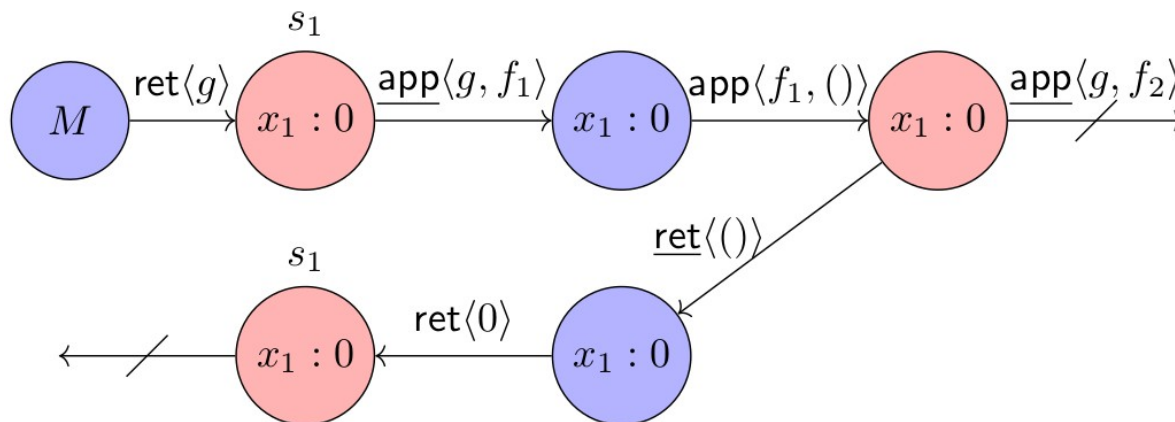 s₁
ret⟨g⟩ app⟨g, f₁⟩ app⟨f₁, ()⟩ app⟨g, f₂⟩
M x₁ : 0 x₁ : 0 x₁ : 0
ret⟨()⟩
s₁
ret⟨0⟩
x₁ : 0 x₁ : 0